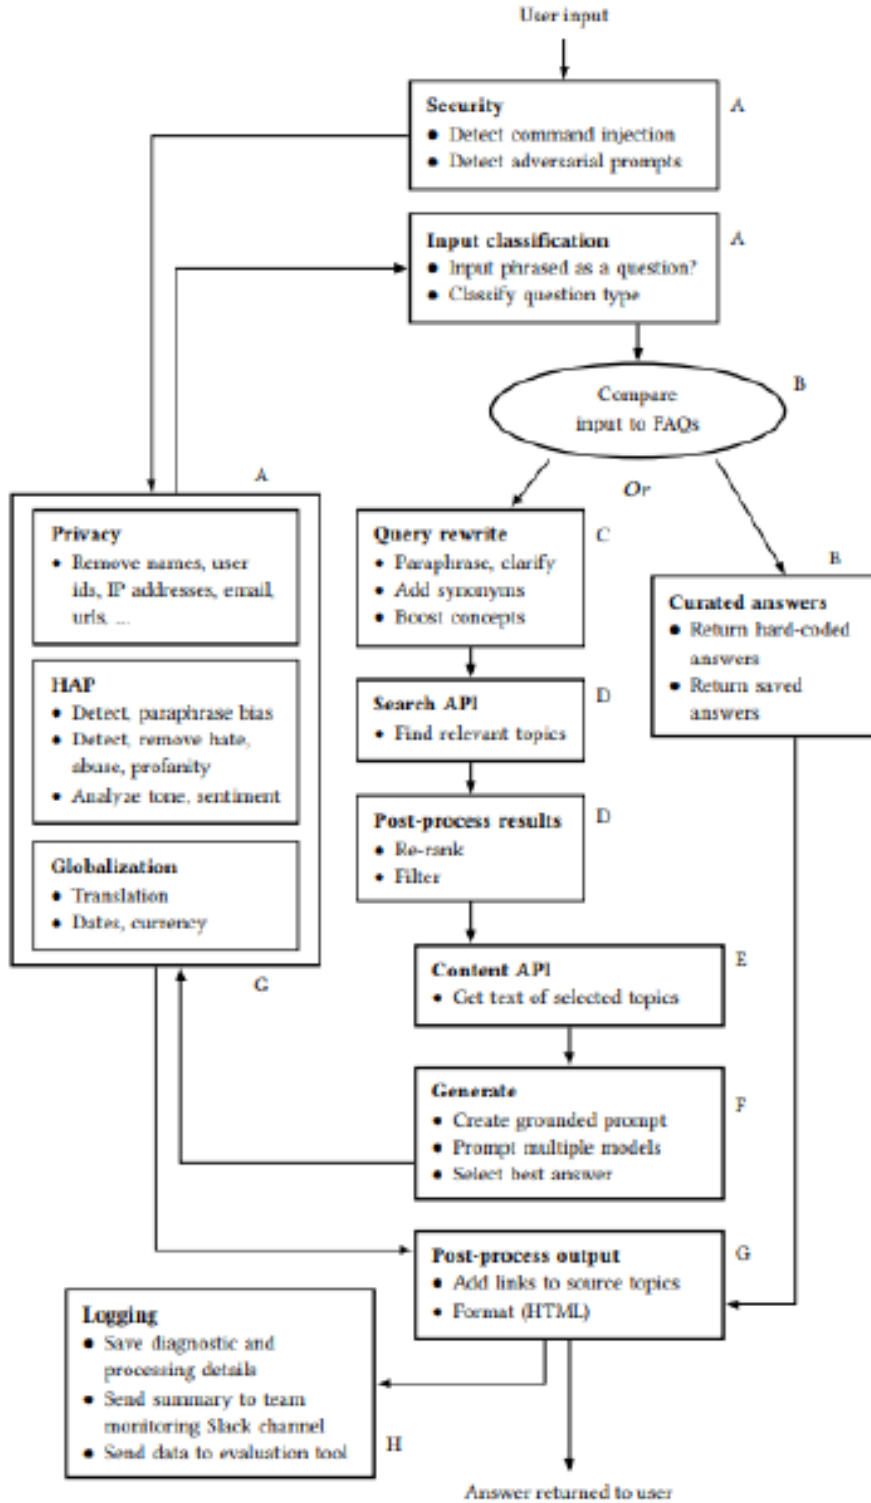 User input
Security
A
● Detect command injection
● Detect adversarial prompts
Input classification
A
● Input phrased as a question?
● Classify question type
Compare
input to FAQs
B
Or
A
Privacy
● Remove names, user
ids, IP addresses, email,
urls, ...
HAP
● Detect, paraphrase bias
● Detect, remove hate,
abuse, profanity
● Analyze tone, sentiment
Globalization
● Translation
● Dates, currency
G
Query rewrite
C
● Paraphrase, clarify
● Add synonyms
● Boost concepts
B
Curated answers
● Return hard-coded
answers
● Return saved
answers
Search API
D
● Find relevant topics
Post-process results
D
● Re-rank
● Filter
Content API
E
● Get text of selected topics
Generate
F
● Create grounded prompt
● Prompt multiple models
● Select best answer
Post-process output
G
● Add links to source topics
● Format (HTML)
Logging
● Save diagnostic and
processing details
● Send summary to team
monitoring Slack channel
● Send data to evaluation tool
H
Answer returned to user